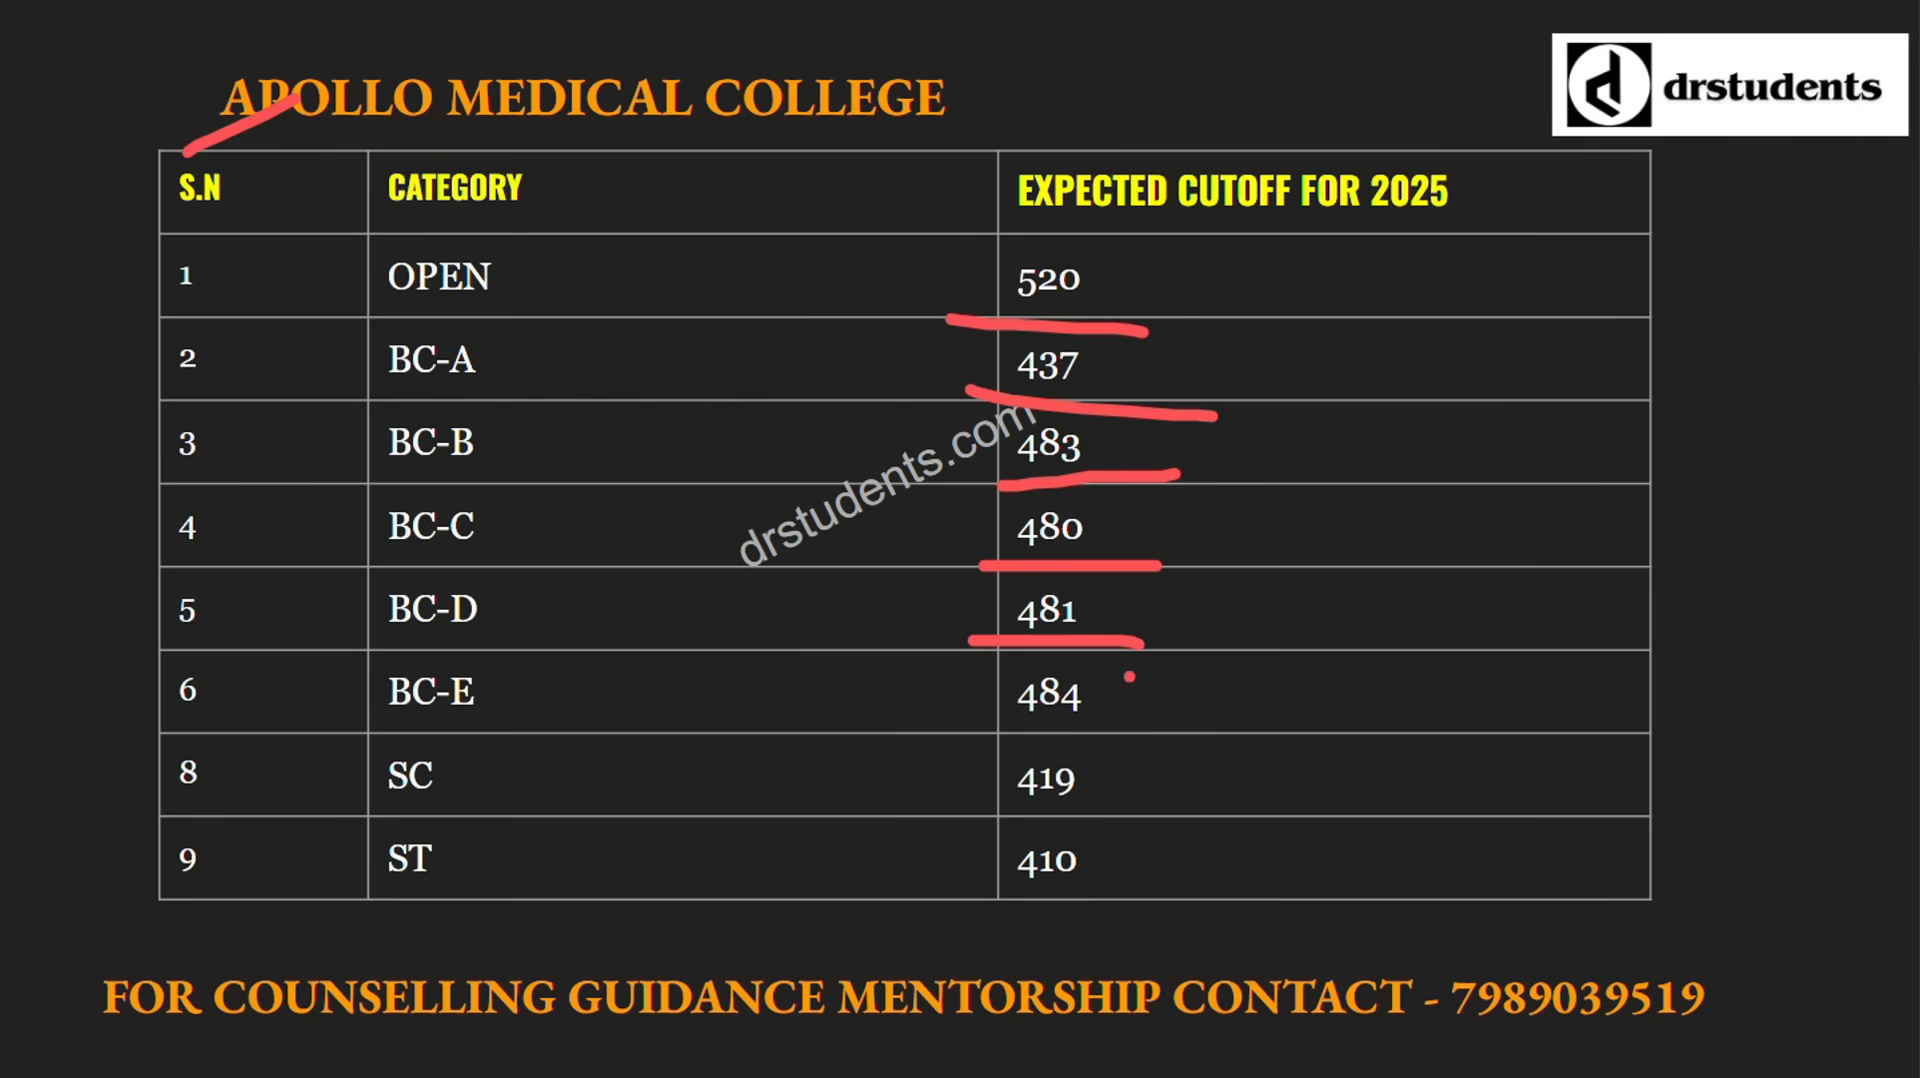 APOLLO MEDICAL COLLEGE
drstudents
S.N CATEGORY EXPECTED CUTOFF FOR 2025
1 OPEN 520
2 BC-A 437
3 BC-B 483
4 BC-C 480
5 BC-D 481
6 BC-E 484
8 SC 419
9 ST 410
drstudents.com
FOR COUNSELLING GUIDANCE MENTORSHIP CONTACT - 7989039519